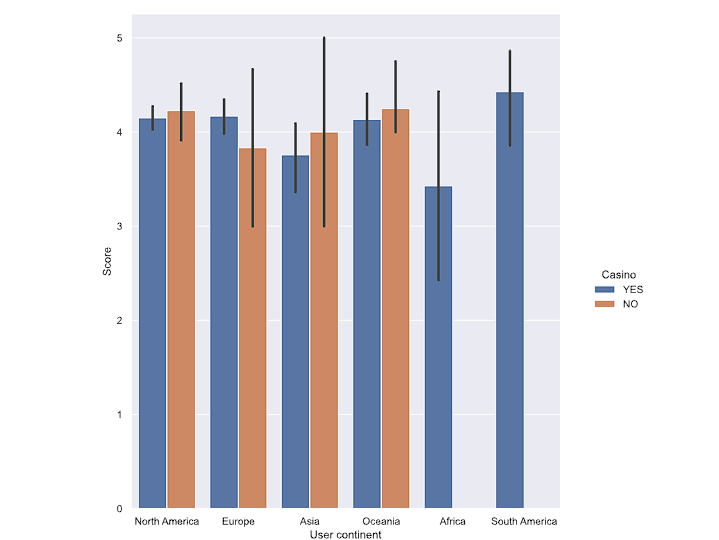 5
4
3
2
1
0
Score
North America Europe Asia Oceania Africa South America
User continent
Casino
YES
NO